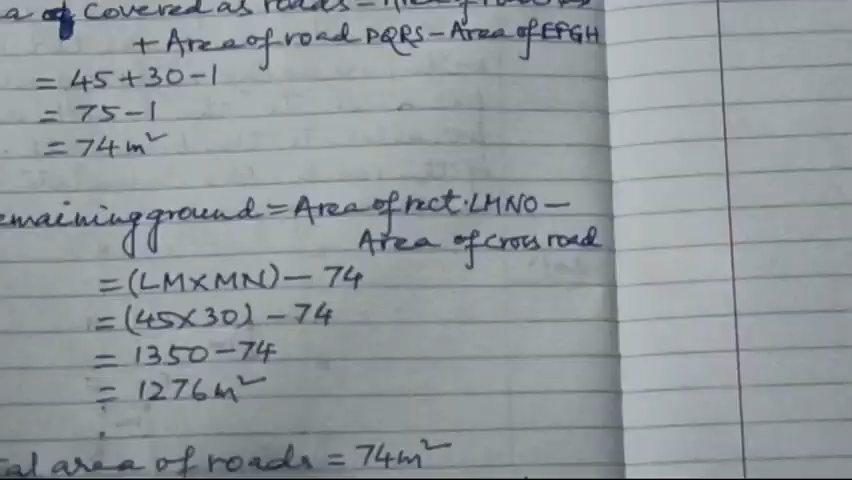 a of Covered as roads =
+ Area of road PQRS - Area of EFGH
= 45 + 30 - 1
= 75 - 1
= 74 m²
emaining ground = Area of rect. LMNO -
Area of cross road
= (LM×MN) - 74
= (45×30) - 74
= 1350 - 74
= 1276 m²
al area of roads = 74m²